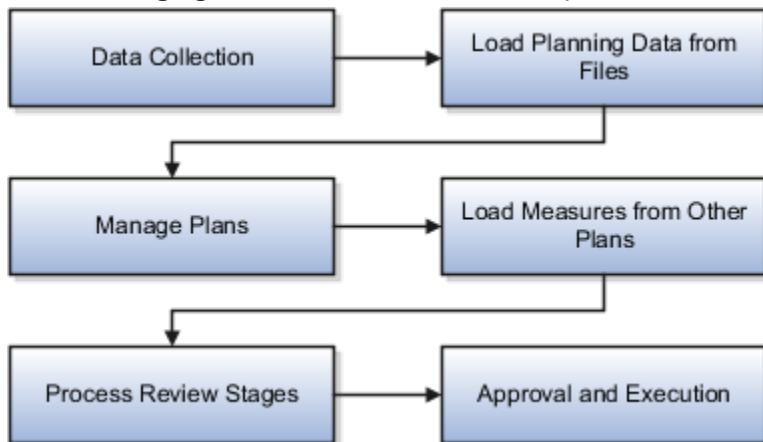 Data Collection
Load Planning Data from
Files
Manage Plans
Load Measures from Other
Plans
Process Review Stages
Approval and Execution